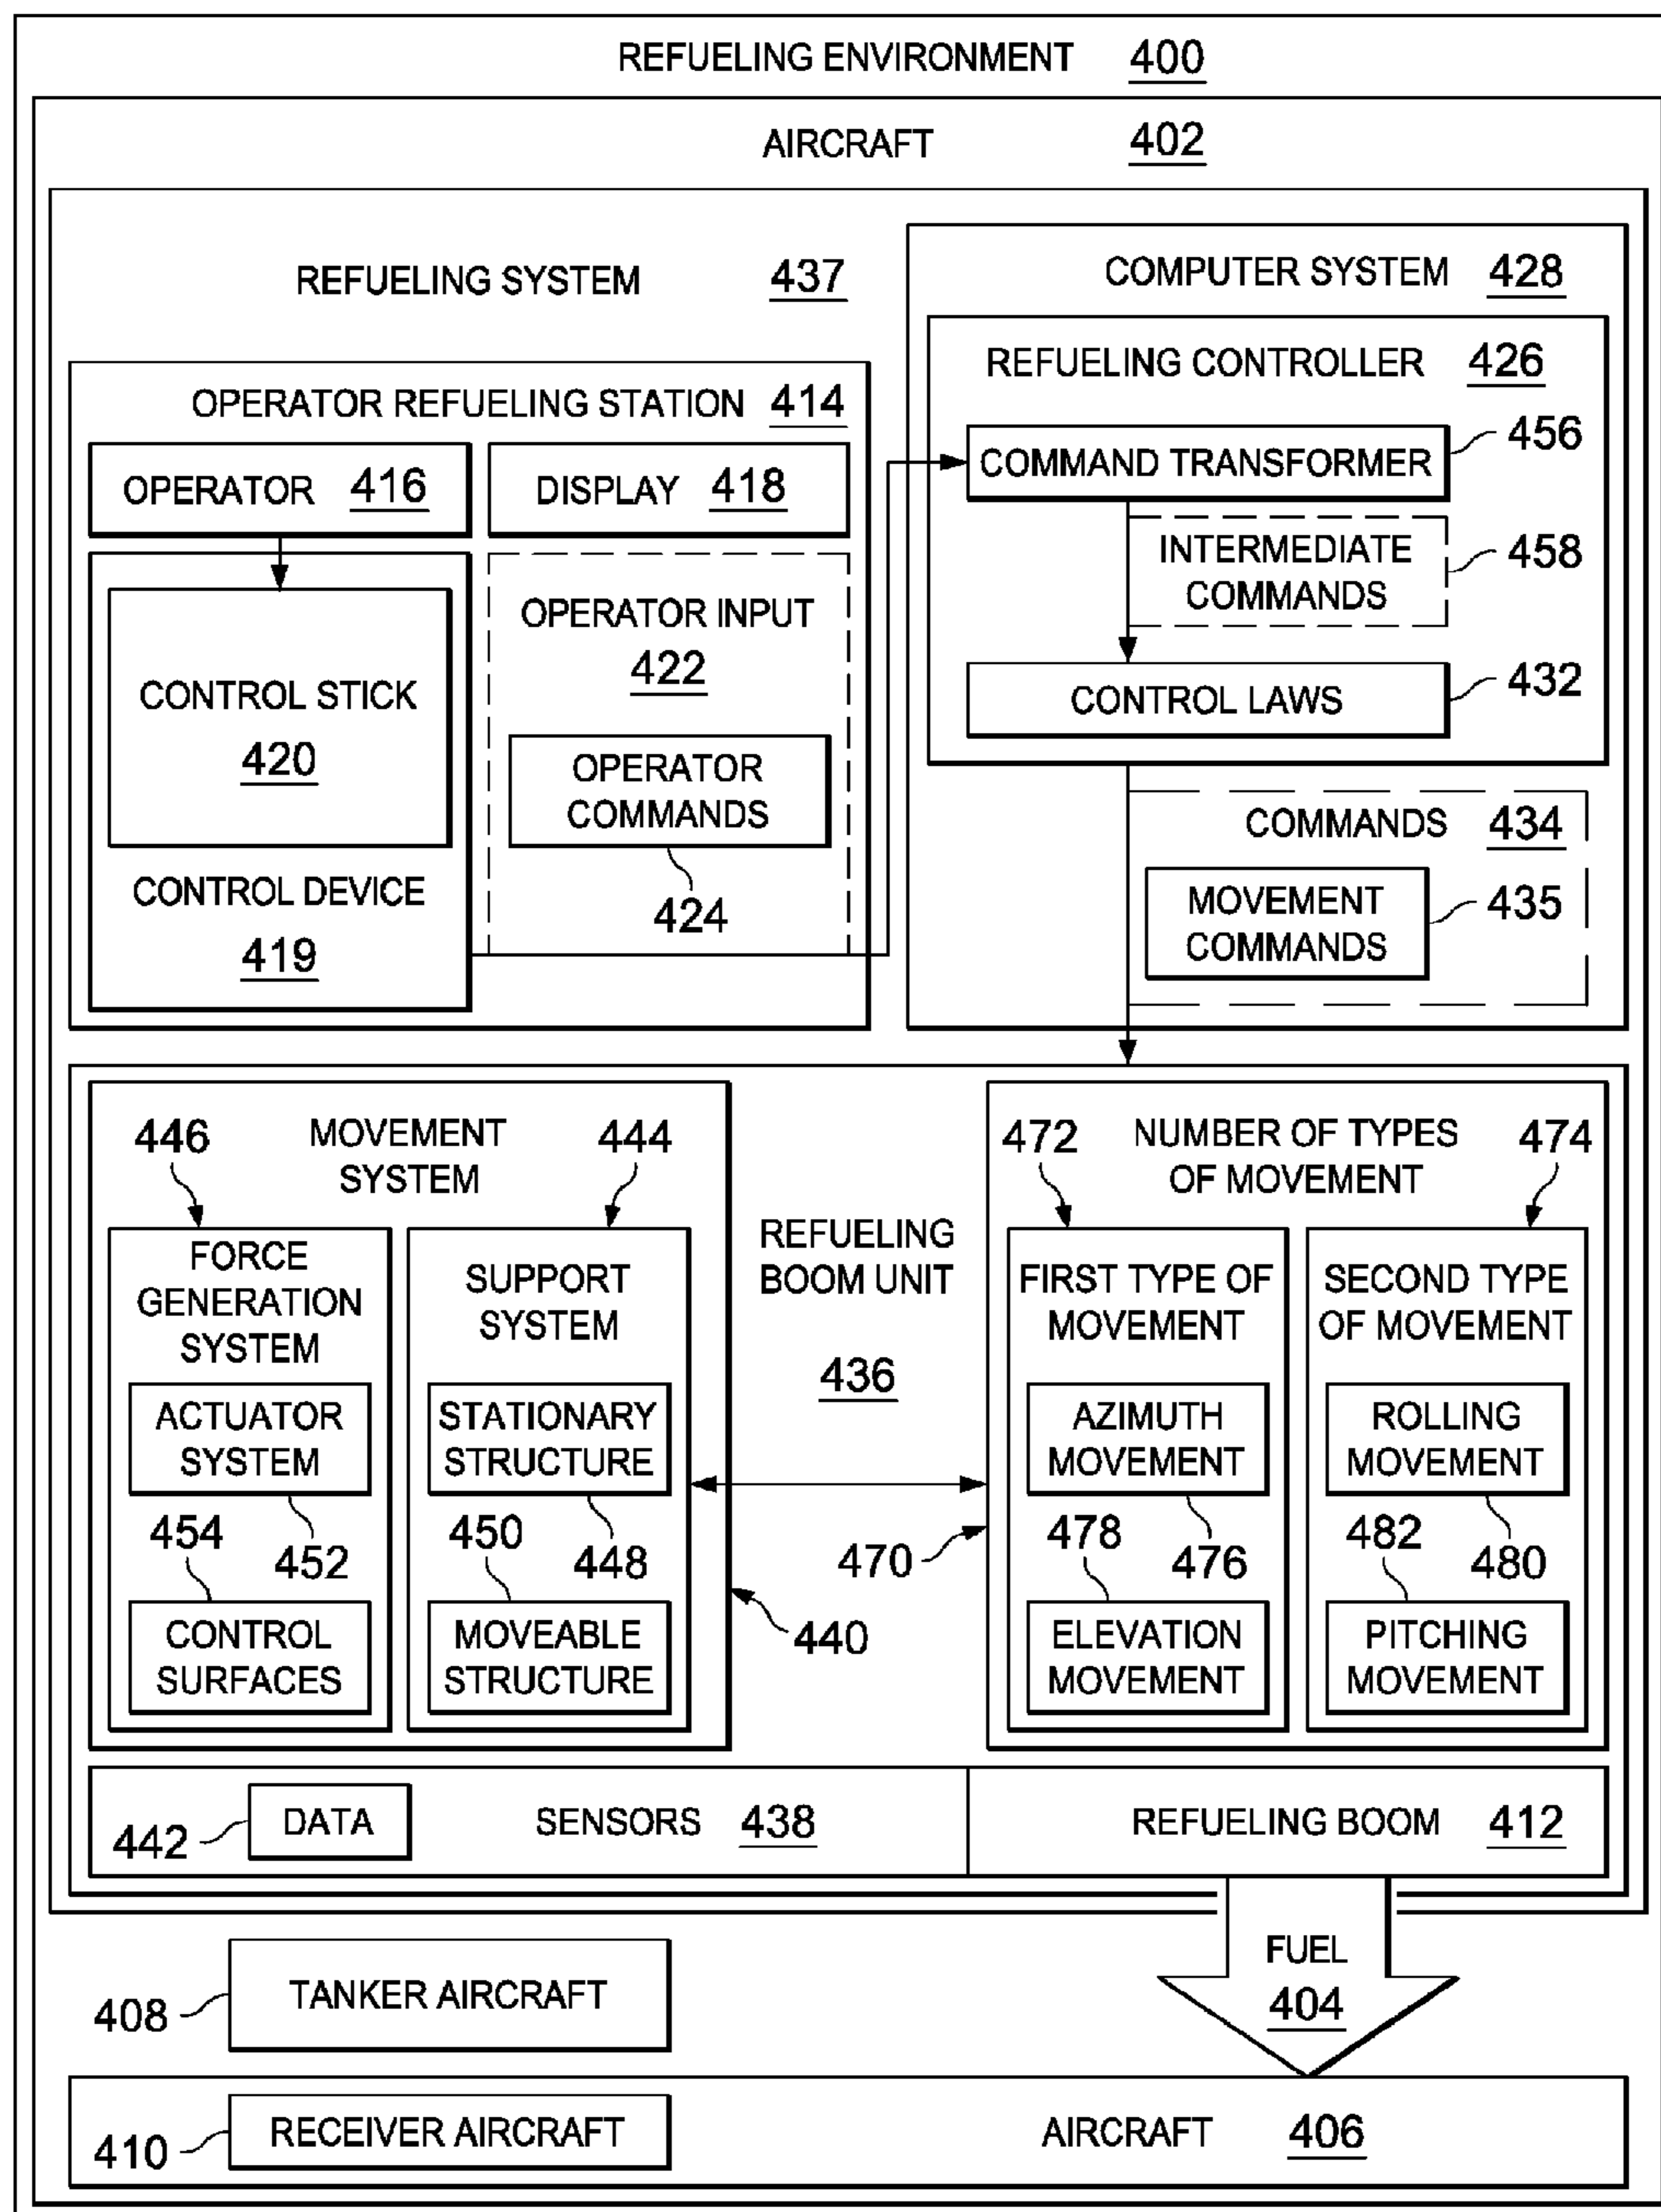 REFUELING ENVIRONMENT 400
AIRCRAFT 402
REFUELING SYSTEM 437
OPERATOR REFUELING STATION 414
OPERATOR 416
DISPLAY 418
CONTROL STICK
420
CONTROL DEVICE
419
OPERATOR INPUT
422
OPERATOR
COMMANDS
424
COMPUTER SYSTEM 428
REFUELING CONTROLLER 426
COMMAND TRANSFORMER 456
INTERMEDIATE
COMMANDS
458
CONTROL LAWS 432
COMMANDS 434
MOVEMENT
COMMANDS
435
MOVEMENT
SYSTEM
446
444
FORCE
GENERATION
SYSTEM
ACTUATOR
SYSTEM
454
452
CONTROL
SURFACES
SUPPORT
SYSTEM
STATIONARY
STRUCTURE
450
448
MOVEABLE
STRUCTURE
440
REFUELING
BOOM UNIT
436
470
472
NUMBER OF TYPES
OF MOVEMENT
474
FIRST TYPE OF
MOVEMENT
AZIMUTH
MOVEMENT
478
476
ELEVATION
MOVEMENT
SECOND TYPE
OF MOVEMENT
ROLLING
MOVEMENT
482
480
PITCHING
MOVEMENT
442
DATA
SENSORS 438
REFUELING BOOM 412
FUEL
404
408
TANKER AIRCRAFT
410
RECEIVER AIRCRAFT
AIRCRAFT 406